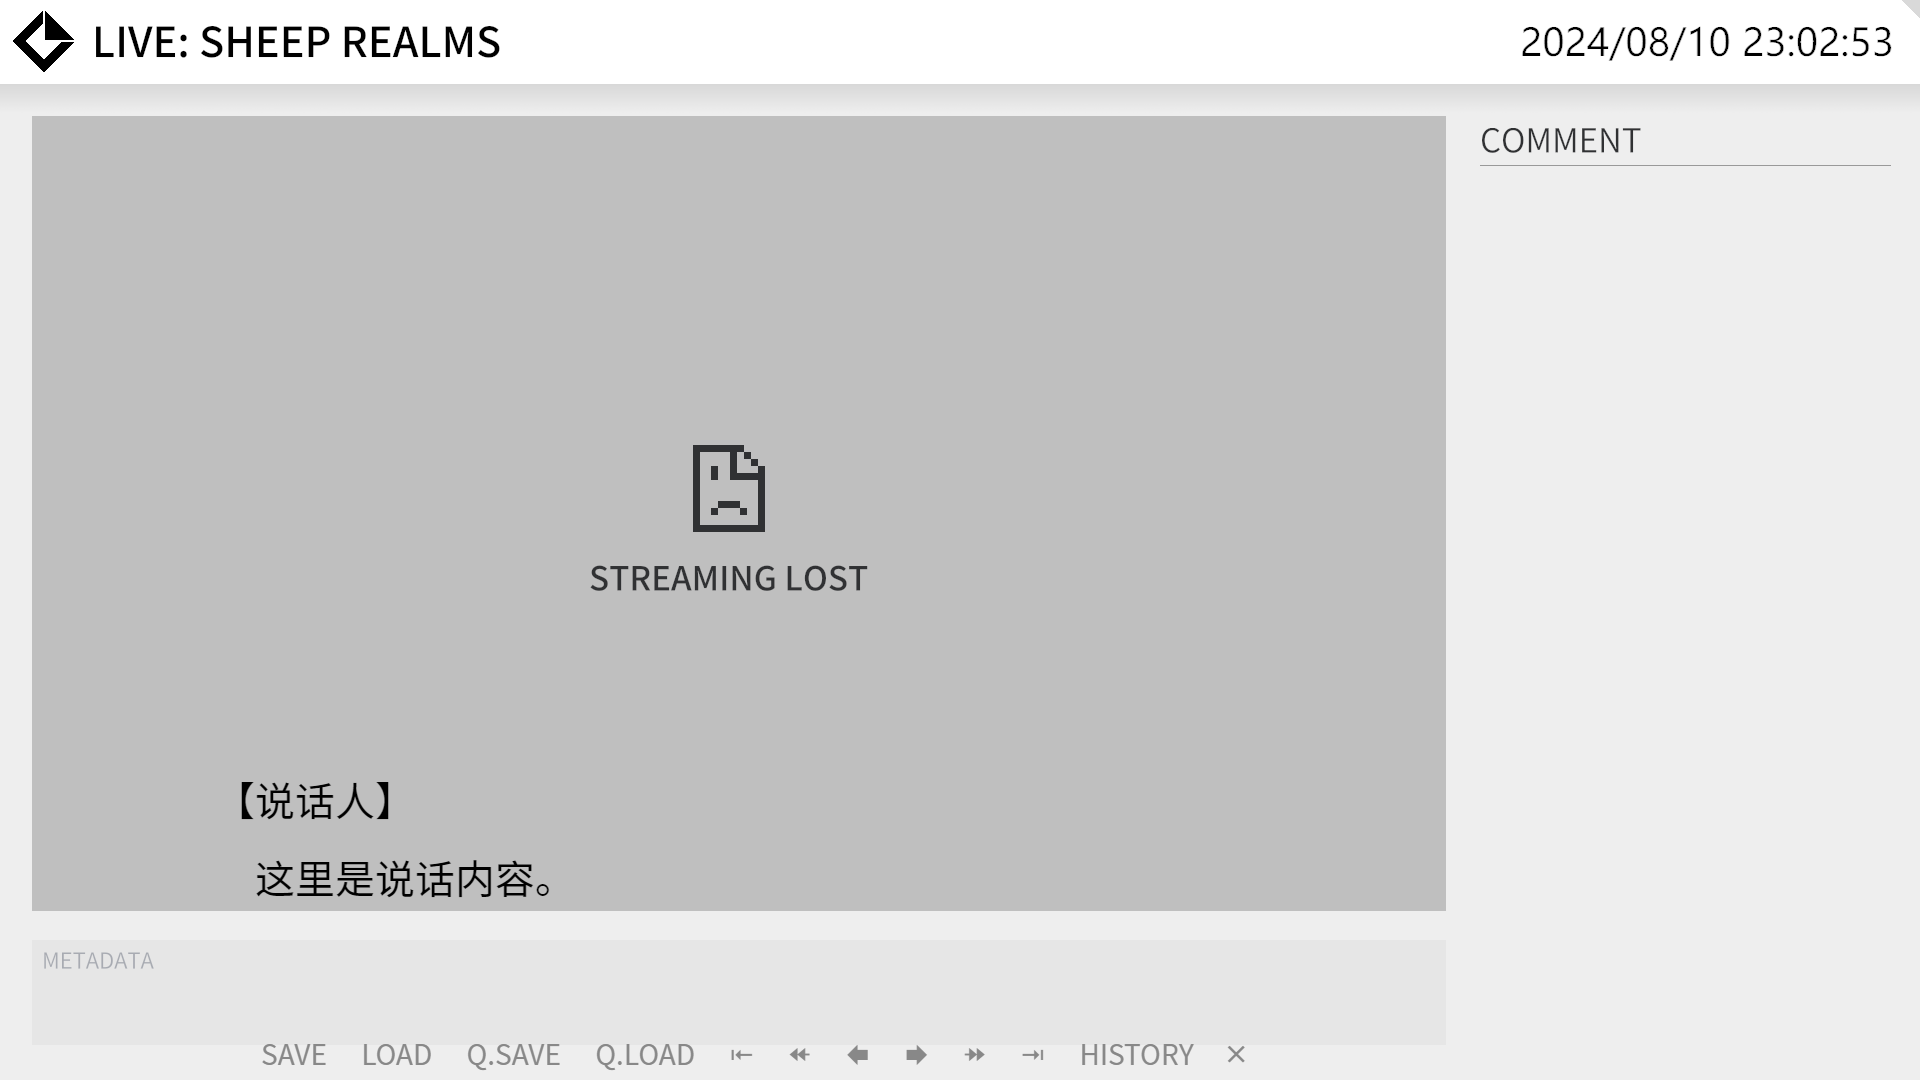 LIVE: SHEEP REALMS
2024/08/10 23:02:53
COMMENT
STREAMING LOST
【说话人】
这里是说话内容。
METADATA
SAVE LOAD Q.SAVE Q.LOAD HISTORY